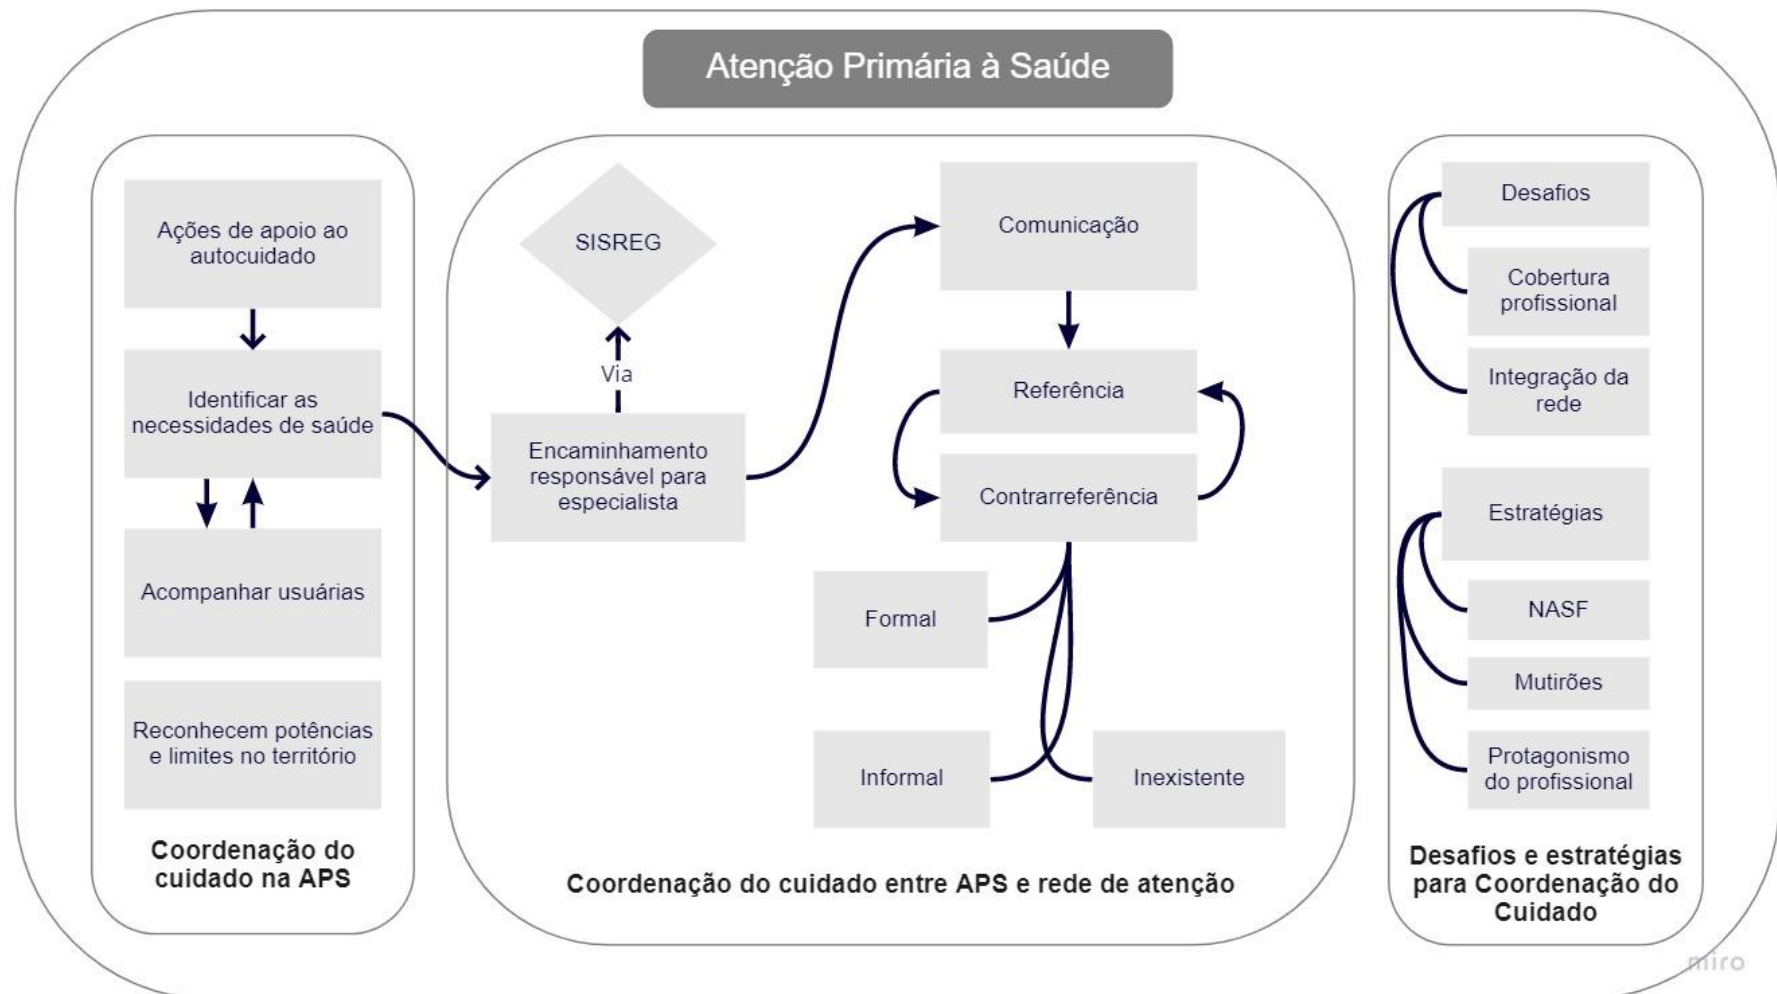 Atenção Primária à Saúde
Ações de apoio ao
autocuidado
Identificar as
necessidades de saúde
Acompanhar usuárias
Reconhecem potências
e limites no território
Coordenação do
cuidado na APS
SISREG
Via
Encaminhamento
responsável para
especialista
Comunicação
Referência
Contrarreferência
Formal
Informal
Inexistente
Coordenação do cuidado entre APS e rede de atenção
Desafios
Cobertura
profissional
Integração da
rede
Estratégias
NASF
Mutirões
Protagonismo
do profissional
Desafios e estratégias
para Coordenação do
Cuidado
miro